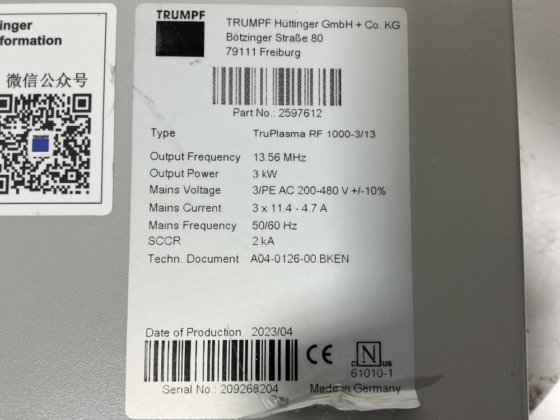 inger
formation
微信公众号
TRUMPF
TRUMPF
TRUMPF Hüttinger GmbH + Co. KG
Bötzinger Straße 80
79111 Freiburg
Part No.: 2597612
Type TruPlasma RF 1000-3/13
Output Frequency 13.56 MHz
Output Power 3 kW
Mains Voltage 3/PE AC 200-480 V +/-10%
Mains Current 3 x 11.4 - 4.7 A
Mains Frequency 50/60 Hz
SCCR 2 kA
Techn. Document A04-0126-00 BKEN
Date of Production 2023/04
CE
c N us
61010-1
Serial No.: 209268204
Made in Germany